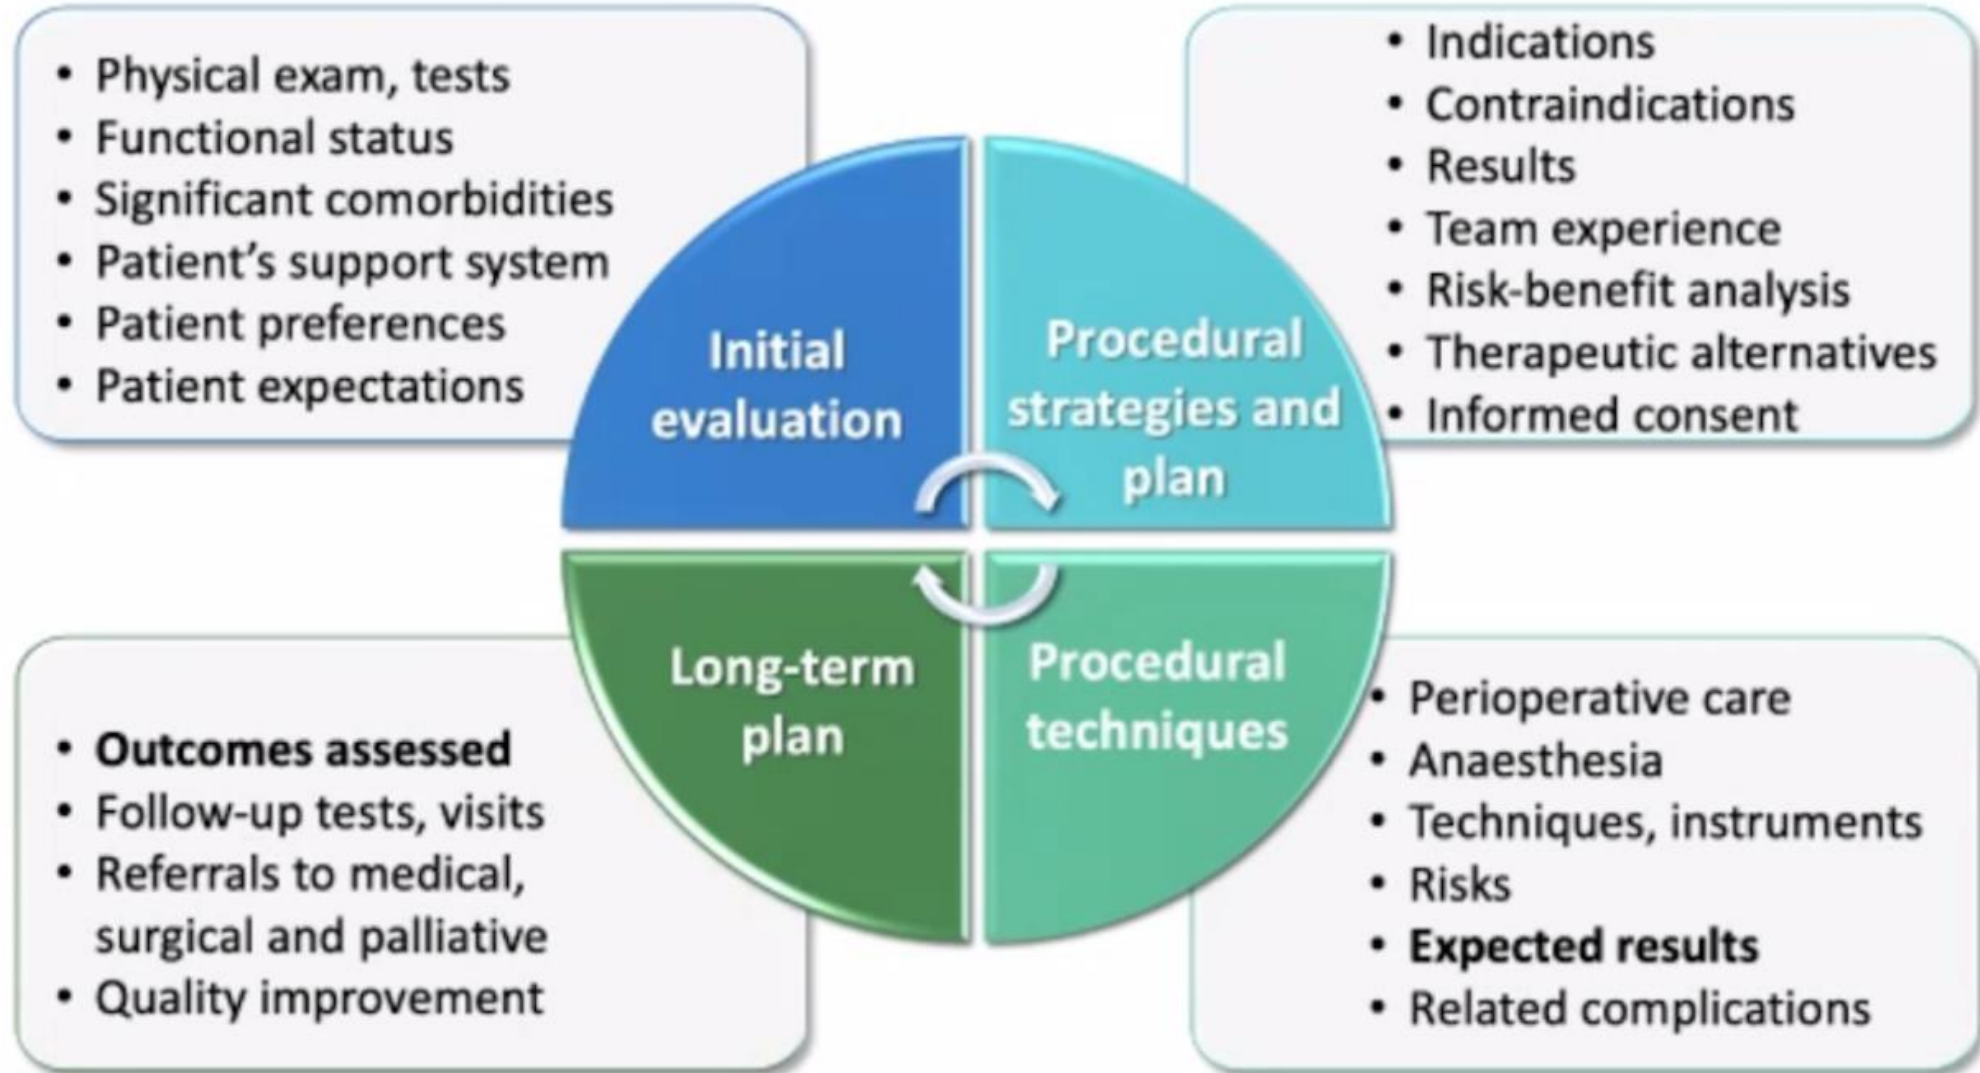 • Physical exam, tests
• Functional status
• Significant comorbidities
• Patient's support system
• Patient preferences
• Patient expectations
• Indications
• Contraindications
• Results
• Team experience
• Risk-benefit analysis
• Therapeutic alternatives
• Informed consent
Initial
evaluation
Procedural
strategies and
plan
Long-term
plan
Procedural
techniques
• Outcomes assessed
• Follow-up tests, visits
• Referrals to medical,
surgical and palliative
• Quality improvement
• Perioperative care
• Anaesthesia
• Techniques, instruments
• Risks
• Expected results
• Related complications